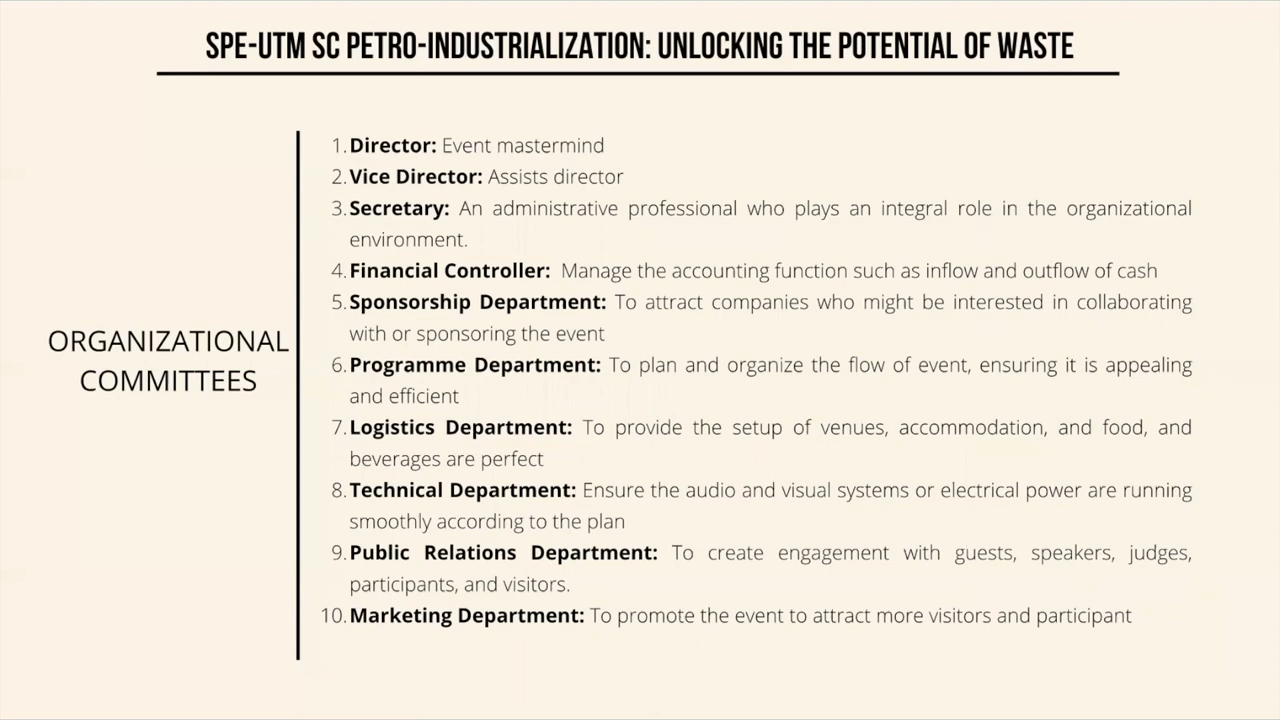 SPE-UTM SC PETRO-INDUSTRIALIZATION: UNLOCKING THE POTENTIAL OF WASTE
ORGANIZATIONAL
COMMITTEES
1. Director: Event mastermind
2. Vice Director: Assists director
3. Secretary: An administrative professional who plays an integral role in the organizational
environment.
4. Financial Controller: Manage the accounting function such as inflow and outflow of cash
5. Sponsorship Department: To attract companies who might be interested in collaborating
with or sponsoring the event
6. Programme Department: To plan and organize the flow of event, ensuring it is appealing
and efficient
7. Logistics Department: To provide the setup of venues, accommodation, and food, and
beverages are perfect
8. Technical Department: Ensure the audio and visual systems or electrical power are running
smoothly according to the plan
9. Public Relations Department: To create engagement with guests, speakers, judges,
participants, and visitors.
10. Marketing Department: To promote the event to attract more visitors and participant